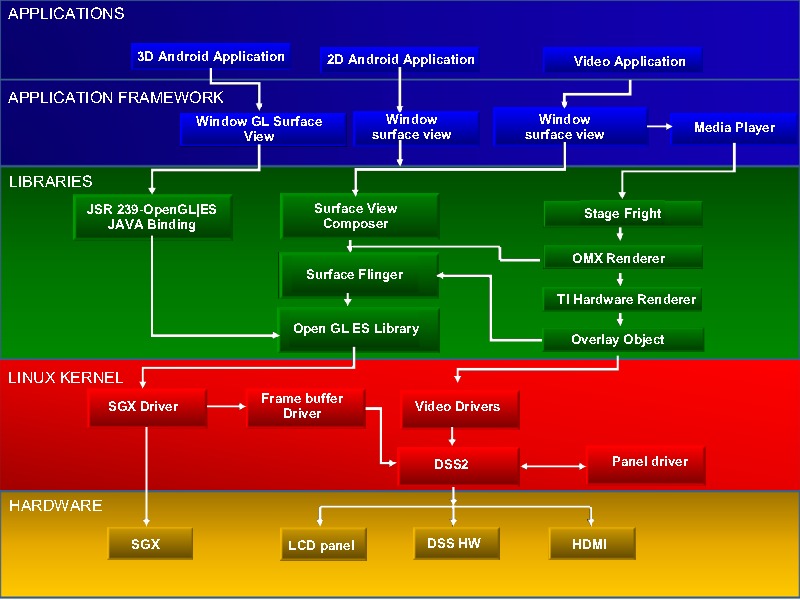 APPLICATIONS
3D Android Application
2D Android Application
Video Application
APPLICATION FRAMEWORK
Window GL Surface
View
Window
surface view
Window
surface view
Media Player
LIBRARIES
JSR 239-OpenGL|ES
JAVA Binding
Surface View
Composer
Stage Fright
OMX Renderer
Surface Flinger
TI Hardware Renderer
Open GL ES Library
Overlay Object
LINUX KERNEL
SGX Driver
Frame buffer
Driver
Video Drivers
DSS2
Panel driver
HARDWARE
SGX
LCD panel
DSS HW
HDMI